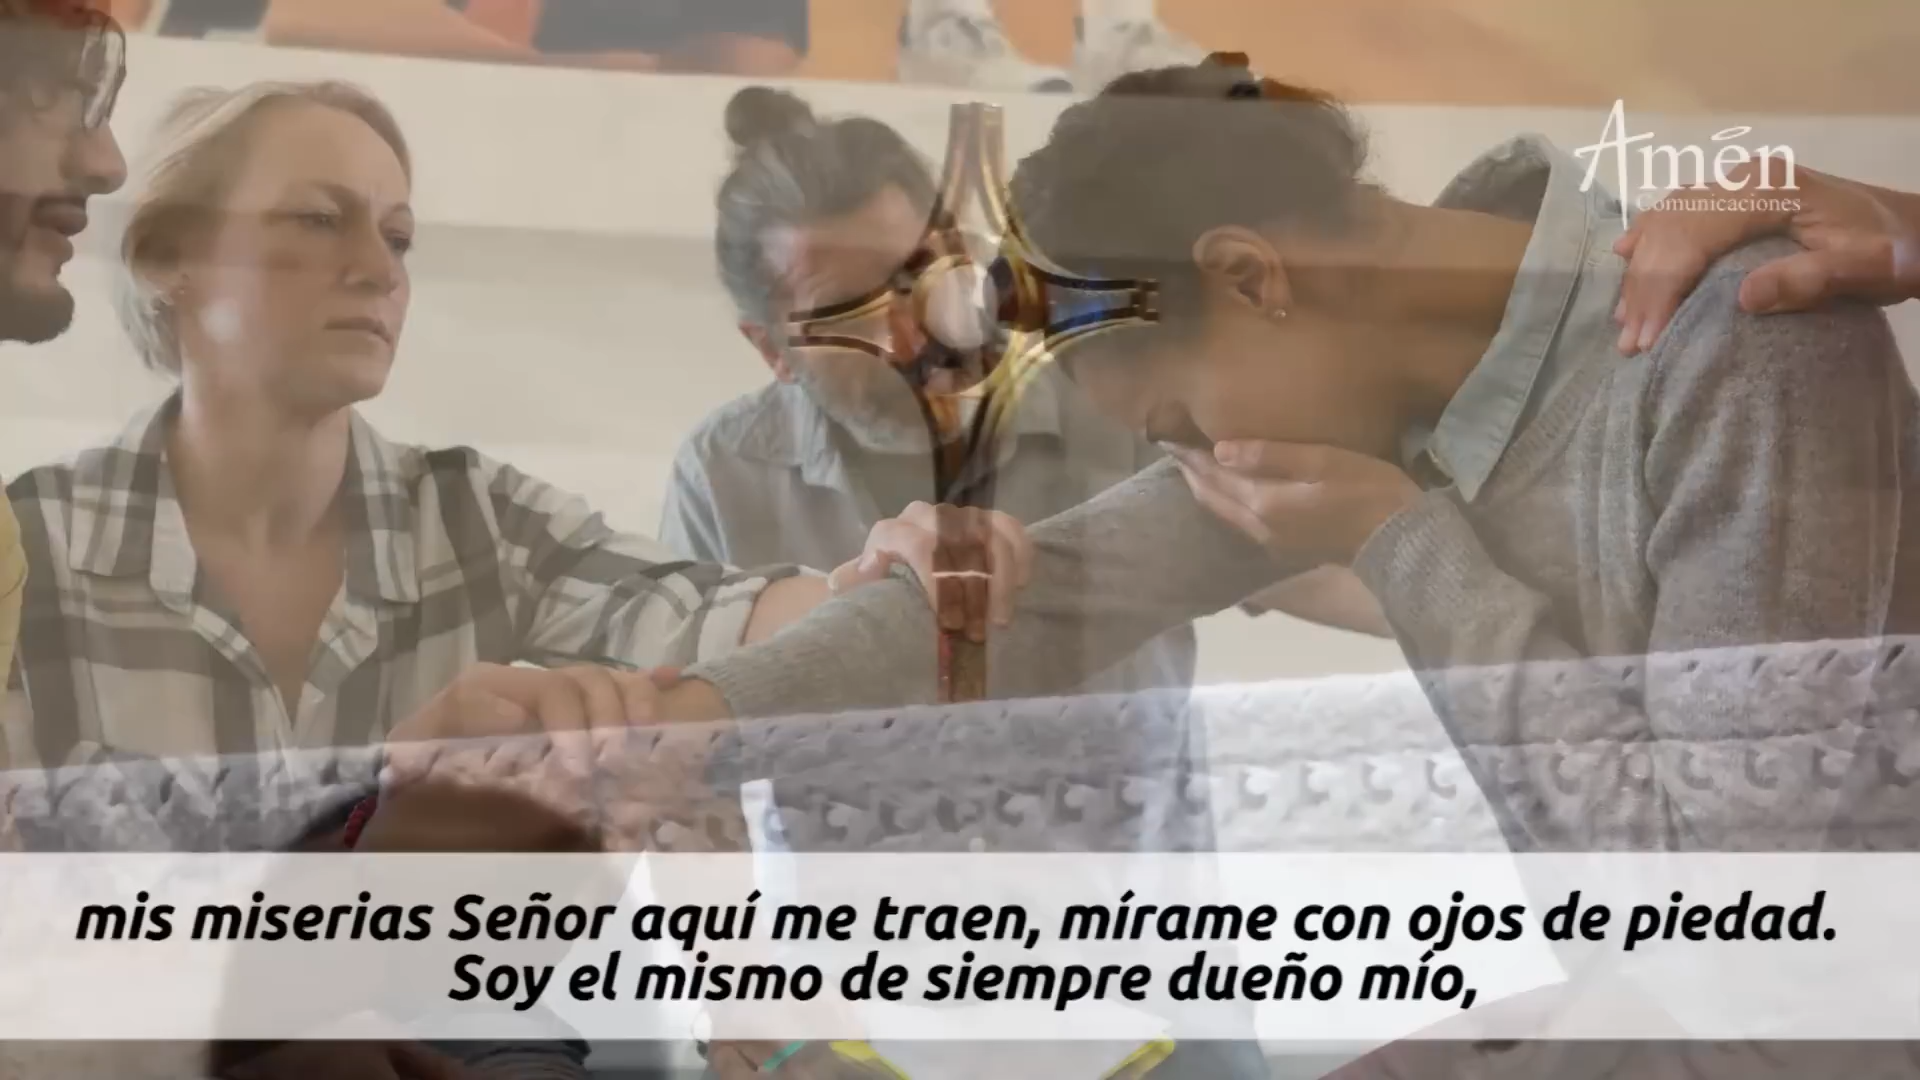 Amén
Comunicaciones
mis miserias Señor aquí me traen, mírame con ojos de piedad.
Soy el mismo de siempre dueño mío,